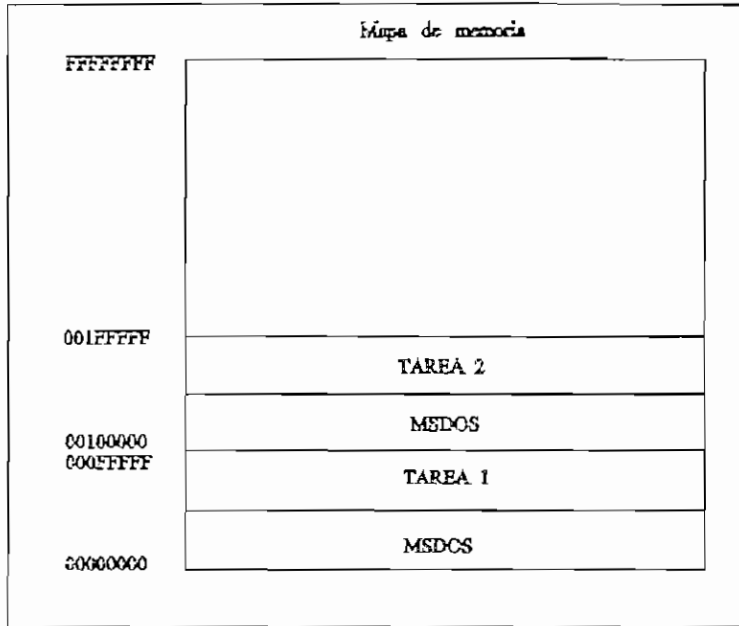 Mapa de memoria
FFFFFFFF
001FFFFF
TAREA 2
MSDOS
00100000
000FFFFF
TAREA 1
MSDOS
00000000